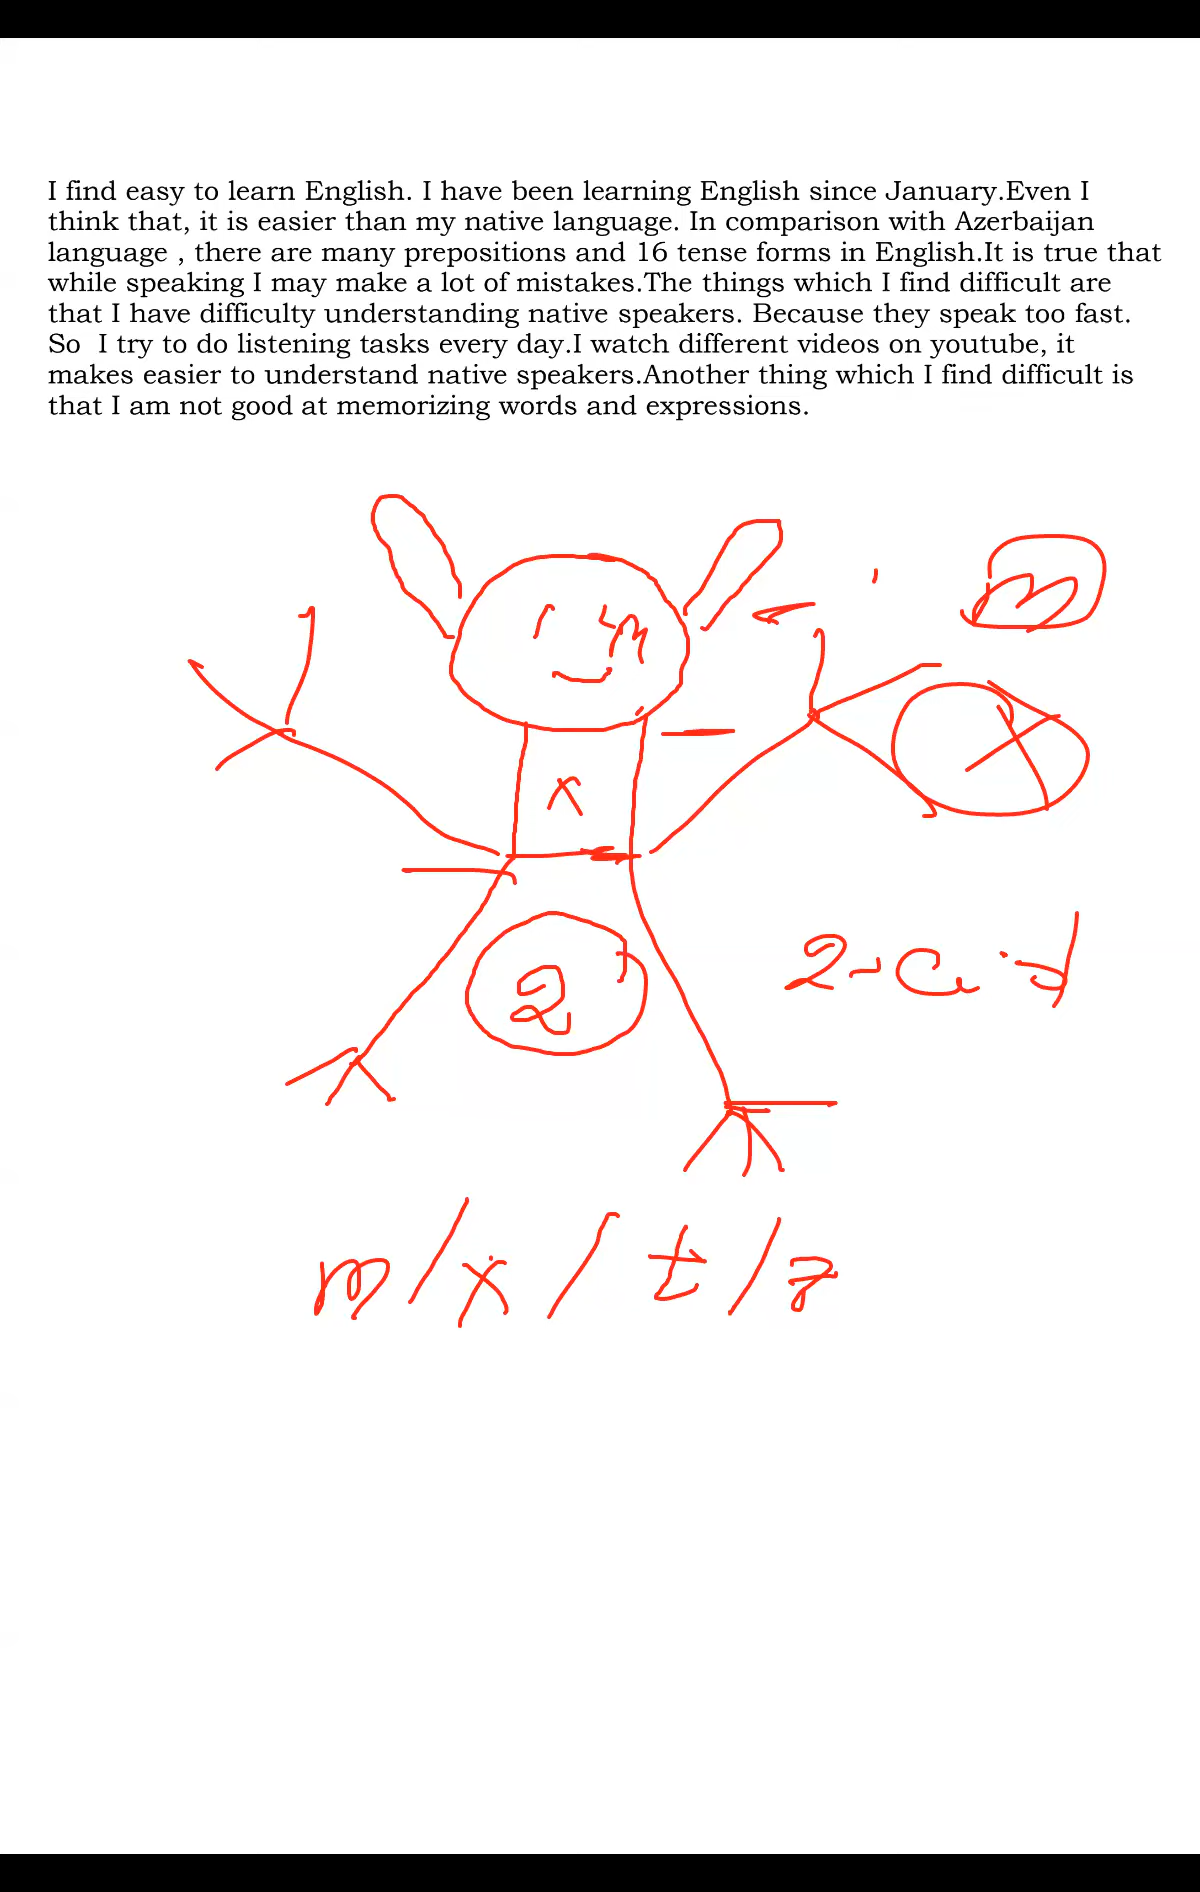 I find easy to learn English. I have been learning English since January.Even I
think that, it is easier than my native language. In comparison with Azerbaijan
language , there are many prepositions and 16 tense forms in English.It is true that
while speaking I may make a lot of mistakes.The things which I find difficult are
that I have difficulty understanding native speakers. Because they speak too fast.
So  I try to do listening tasks every day.I watch different videos on youtube, it
makes easier to understand native speakers.Another thing which I find difficult is
that I am not good at memorizing words and expressions.
m
x
2
m/x/t/z